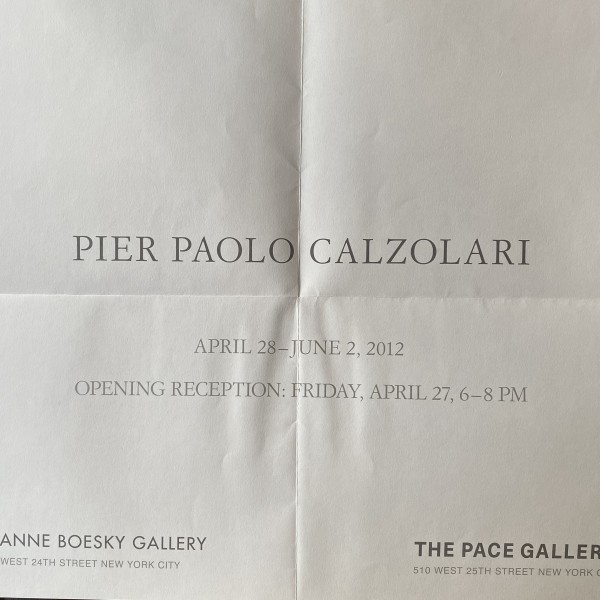 PIER PAOLO CALZOLARI
APRIL 28–JUNE 2, 2012
OPENING RECEPTION: FRIDAY, APRIL 27, 6–8 PM
ANNE BOESKY GALLERY
WEST 24TH STREET NEW YORK CITY
THE PACE GALLER
510 WEST 25TH STREET NEW YORK C